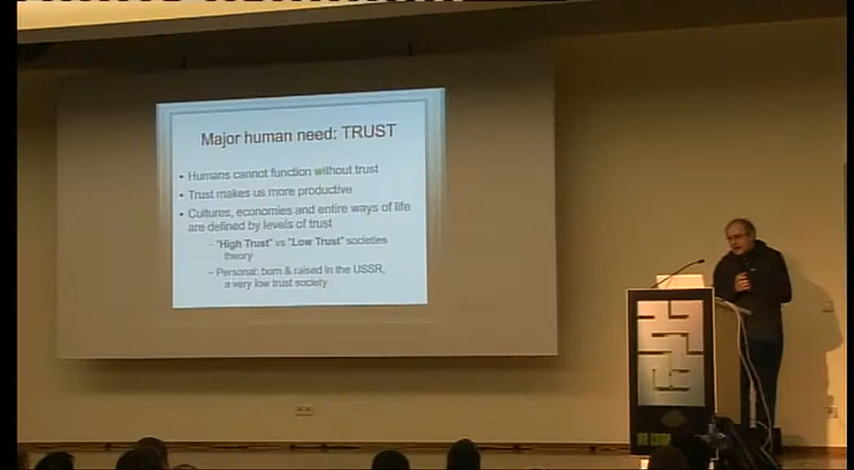 Major human need: TRUST
• Humans cannot function without trust
• Trust makes us more productive
• Cultures, economies and entire ways of life
are defined by levels of trust
– "High Trust" vs "Low Trust" societies
theory
– Personal: born & raised in the USSR,
a very low trust society